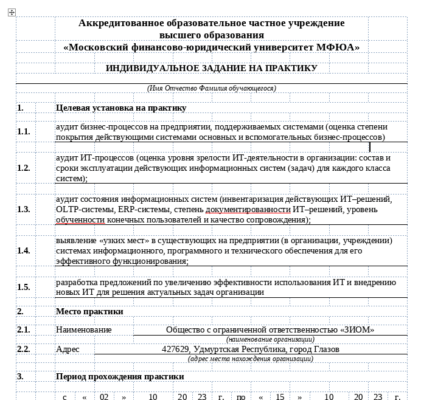 Аккредитованное образовательное частное учреждение
высшего образования
«Московский финансово-юридический университет МФЮА»
ИНДИВИДУАЛЬНОЕ ЗАДАНИЕ НА ПРАКТИКУ
(Имя Отчество Фамилия обучающегося)
1. Целевая установка на практику
1.1. аудит бизнес-процессов на предприятии, поддерживаемых системами (оценка степени
покрытия действующими системами основных и вспомогательных бизнес-процессов)
1.2. аудит ИТ-процессов (оценка уровня зрелости ИТ-деятельности в организации: состав и
сроки эксплуатации действующих информационных систем (задач) для каждого класса
систем);
1.3. аудит состояния информационных систем (инвентаризация действующих ИТ–решений,
OLTP-системы, ERP-системы, степень документированности ИТ–решений, уровень
обученности конечных пользователей и качество сопровождения);
1.4. выявление «узких мест» в существующих на предприятии (в организации, учреждении)
системах информационного, программного и технического обеспечения для его
эффективного функционирования;
1.5. разработка предложений по увеличению эффективности использования ИТ и внедрению
новых ИТ для решения актуальных задач организации
2. Место практики
2.1. Наименование Общество с ограниченной ответственностью «ЗИОМ»
(наименование организации)
2.2. Адрес 427629, Удмуртская Республика, город Глазов
(адрес места нахождения организации)
3. Период прохождения практики
с « 02 » 10 20 23 г. по « 15 » 10 20 23 г.